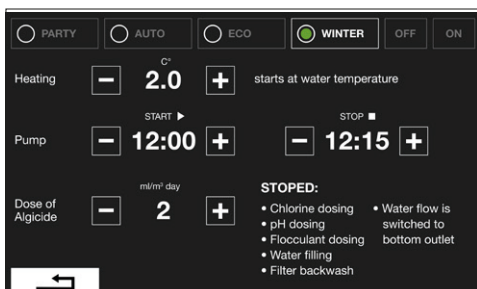 PARTY AUTO ECO WINTER OFF ON
C°
Heating − 2.0 + starts at water temperature
START ▶ STOP ■
Pump − 12:00 + − 12:15 +
ml/m³ day
Dose of
Algicide
− 2 +
STOPED:
• Chlorine dosing
• pH dosing
• Flocculant dosing
• Water filling
• Filter backwash
• Water flow is
switched to
bottom outlet